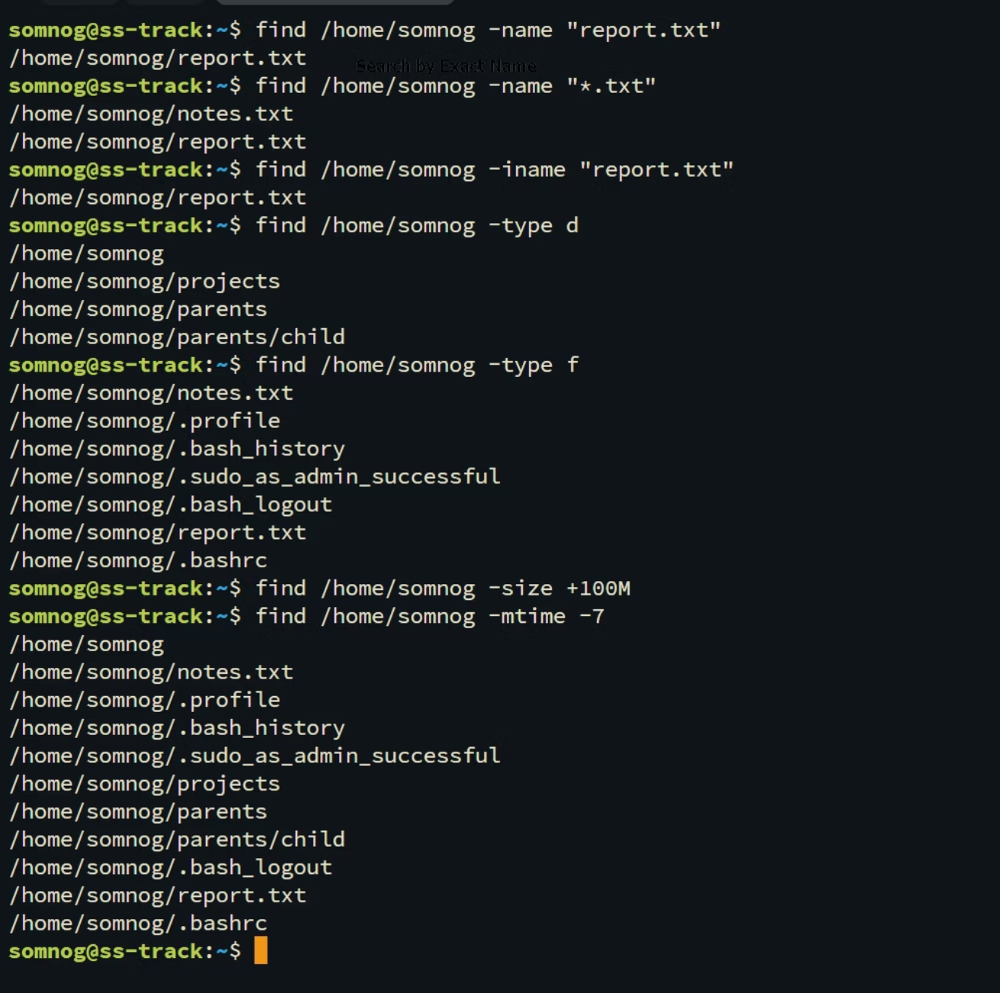 somnog@ss-track:~$ find /home/somnog -name "report.txt"
/home/somnog/report.txt
Search by Exact Name
somnog@ss-track:~$ find /home/somnog -name "*.txt"
/home/somnog/notes.txt
/home/somnog/report.txt
somnog@ss-track:~$ find /home/somnog -iname "report.txt"
/home/somnog/report.txt
somnog@ss-track:~$ find /home/somnog -type d
/home/somnog
/home/somnog/projects
/home/somnog/parents
/home/somnog/parents/child
somnog@ss-track:~$ find /home/somnog -type f
/home/somnog/notes.txt
/home/somnog/.profile
/home/somnog/.bash_history
/home/somnog/.sudo_as_admin_successful
/home/somnog/.bash_logout
/home/somnog/report.txt
/home/somnog/.bashrc
somnog@ss-track:~$ find /home/somnog -size +100M
somnog@ss-track:~$ find /home/somnog -mtime -7
/home/somnog
/home/somnog/notes.txt
/home/somnog/.profile
/home/somnog/.bash_history
/home/somnog/.sudo_as_admin_successful
/home/somnog/projects
/home/somnog/parents
/home/somnog/parents/child
/home/somnog/.bash_logout
/home/somnog/report.txt
/home/somnog/.bashrc
somnog@ss-track:~$